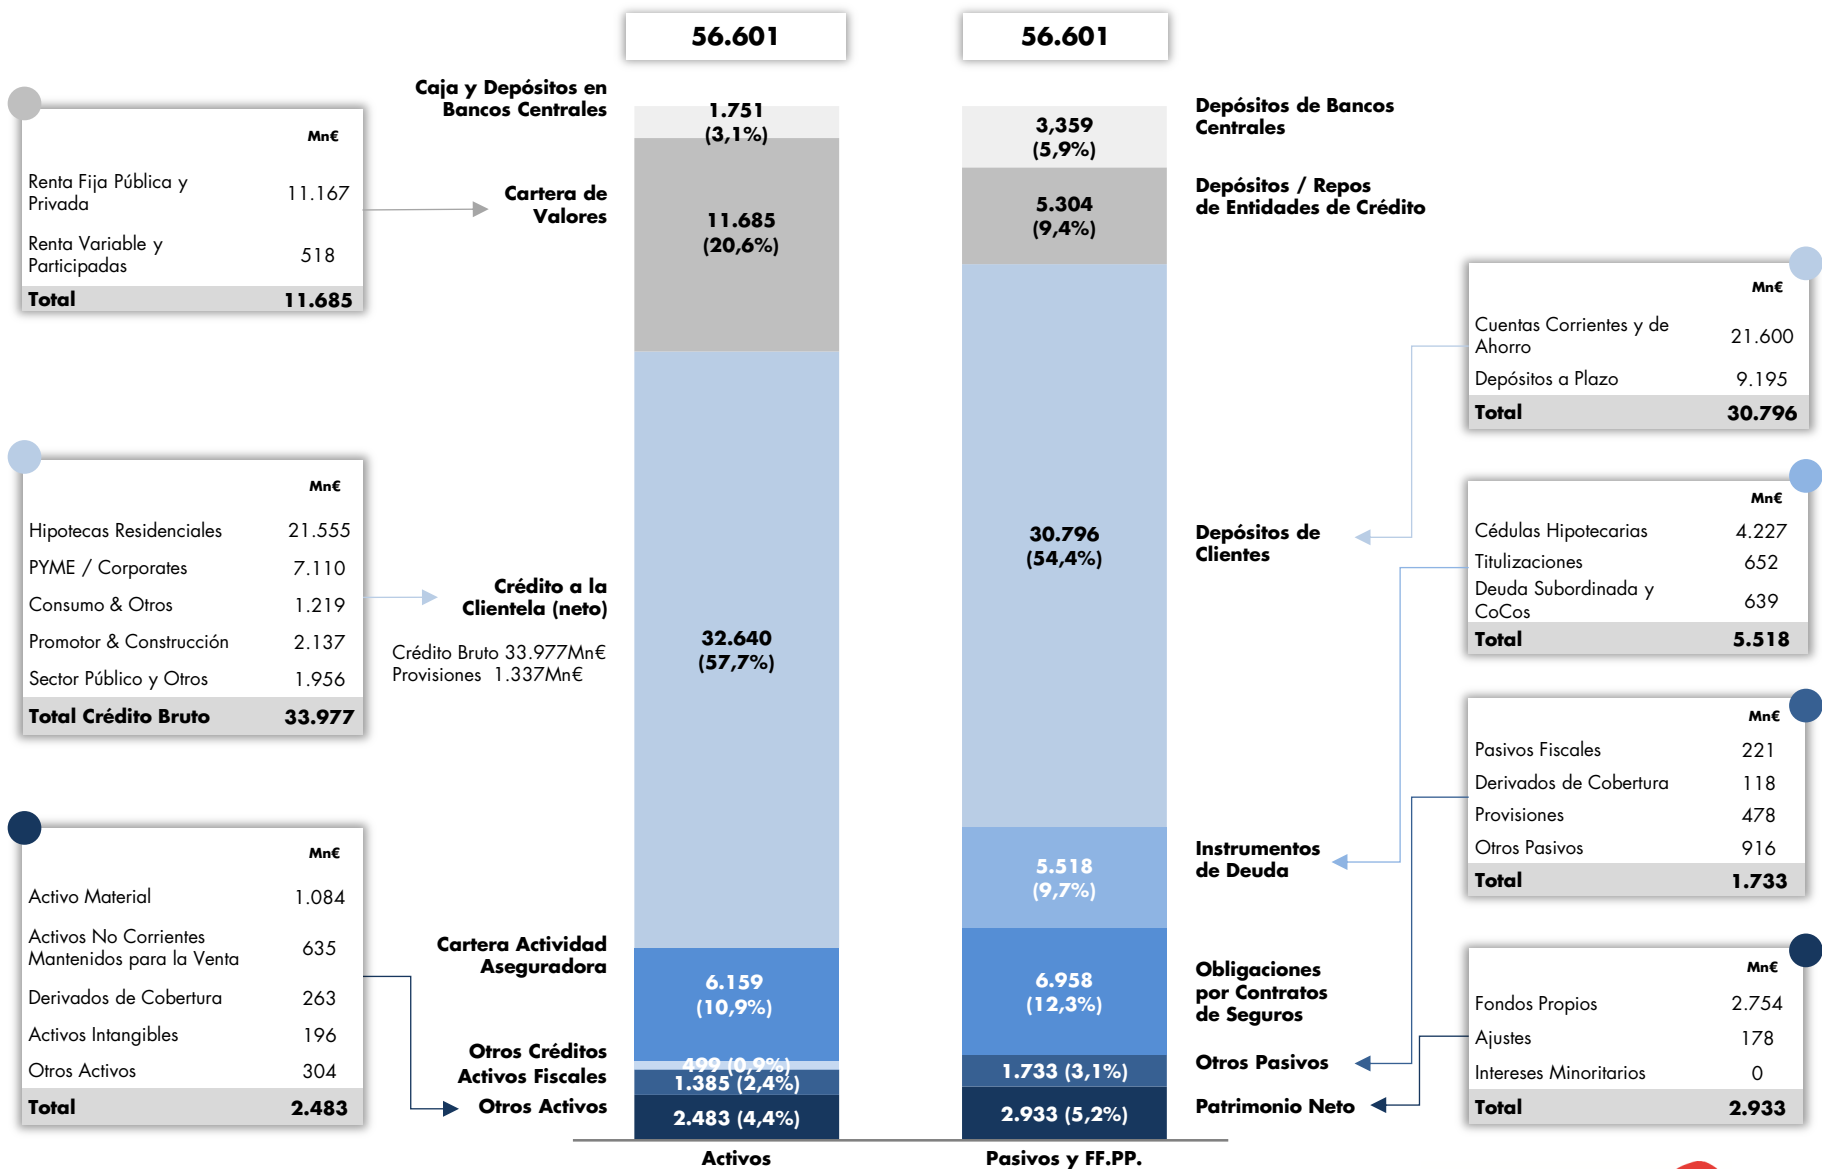 56.601
56.601
Caja y Depósitos en
Bancos Centrales
1.751
(3,1%)
Cartera de
Valores
11.685
(20,6%)
Crédito a la
Clientela (neto)
Crédito Bruto 33.977Mn€
Provisiones 1.337Mn€
32.640
(57,7%)
Cartera Actividad
Aseguradora
6.159
(10,9%)
Otros Créditos
499 (0,9%)
Activos Fiscales
1.385 (2,4%)
Otros Activos
2.483 (4,4%)
Activos
3,359
(5,9%)
Depósitos de Bancos
Centrales
5.304
(9,4%)
Depósitos / Repos
de Entidades de Crédito
30.796
(54,4%)
Depósitos de
Clientes
5.518
(9,7%)
Instrumentos
de Deuda
6.958
(12,3%)
Obligaciones
por Contratos
de Seguros
1.733 (3,1%)
Otros Pasivos
2.933 (5,2%)
Patrimonio Neto
Pasivos y FF.PP.
Mn€
Renta Fija Pública y
Privada 11.167
Renta Variable y
Participadas 518
Total 11.685
Mn€
Hipotecas Residenciales 21.555
PYME / Corporates 7.110
Consumo & Otros 1.219
Promotor & Construcción 2.137
Sector Público y Otros 1.956
Total Crédito Bruto 33.977
Mn€
Activo Material 1.084
Activos No Corrientes
Mantenidos para la Venta 635
Derivados de Cobertura 263
Activos Intangibles 196
Otros Activos 304
Total 2.483
Mn€
Cuentas Corrientes y de
Ahorro 21.600
Depósitos a Plazo 9.195
Total 30.796
Mn€
Cédulas Hipotecarias 4.227
Titulizaciones 652
Deuda Subordinada y
CoCos 639
Total 5.518
Mn€
Pasivos Fiscales 221
Derivados de Cobertura 118
Provisiones 478
Otros Pasivos 916
Total 1.733
Mn€
Fondos Propios 2.754
Ajustes 178
Intereses Minoritarios 0
Total 2.933